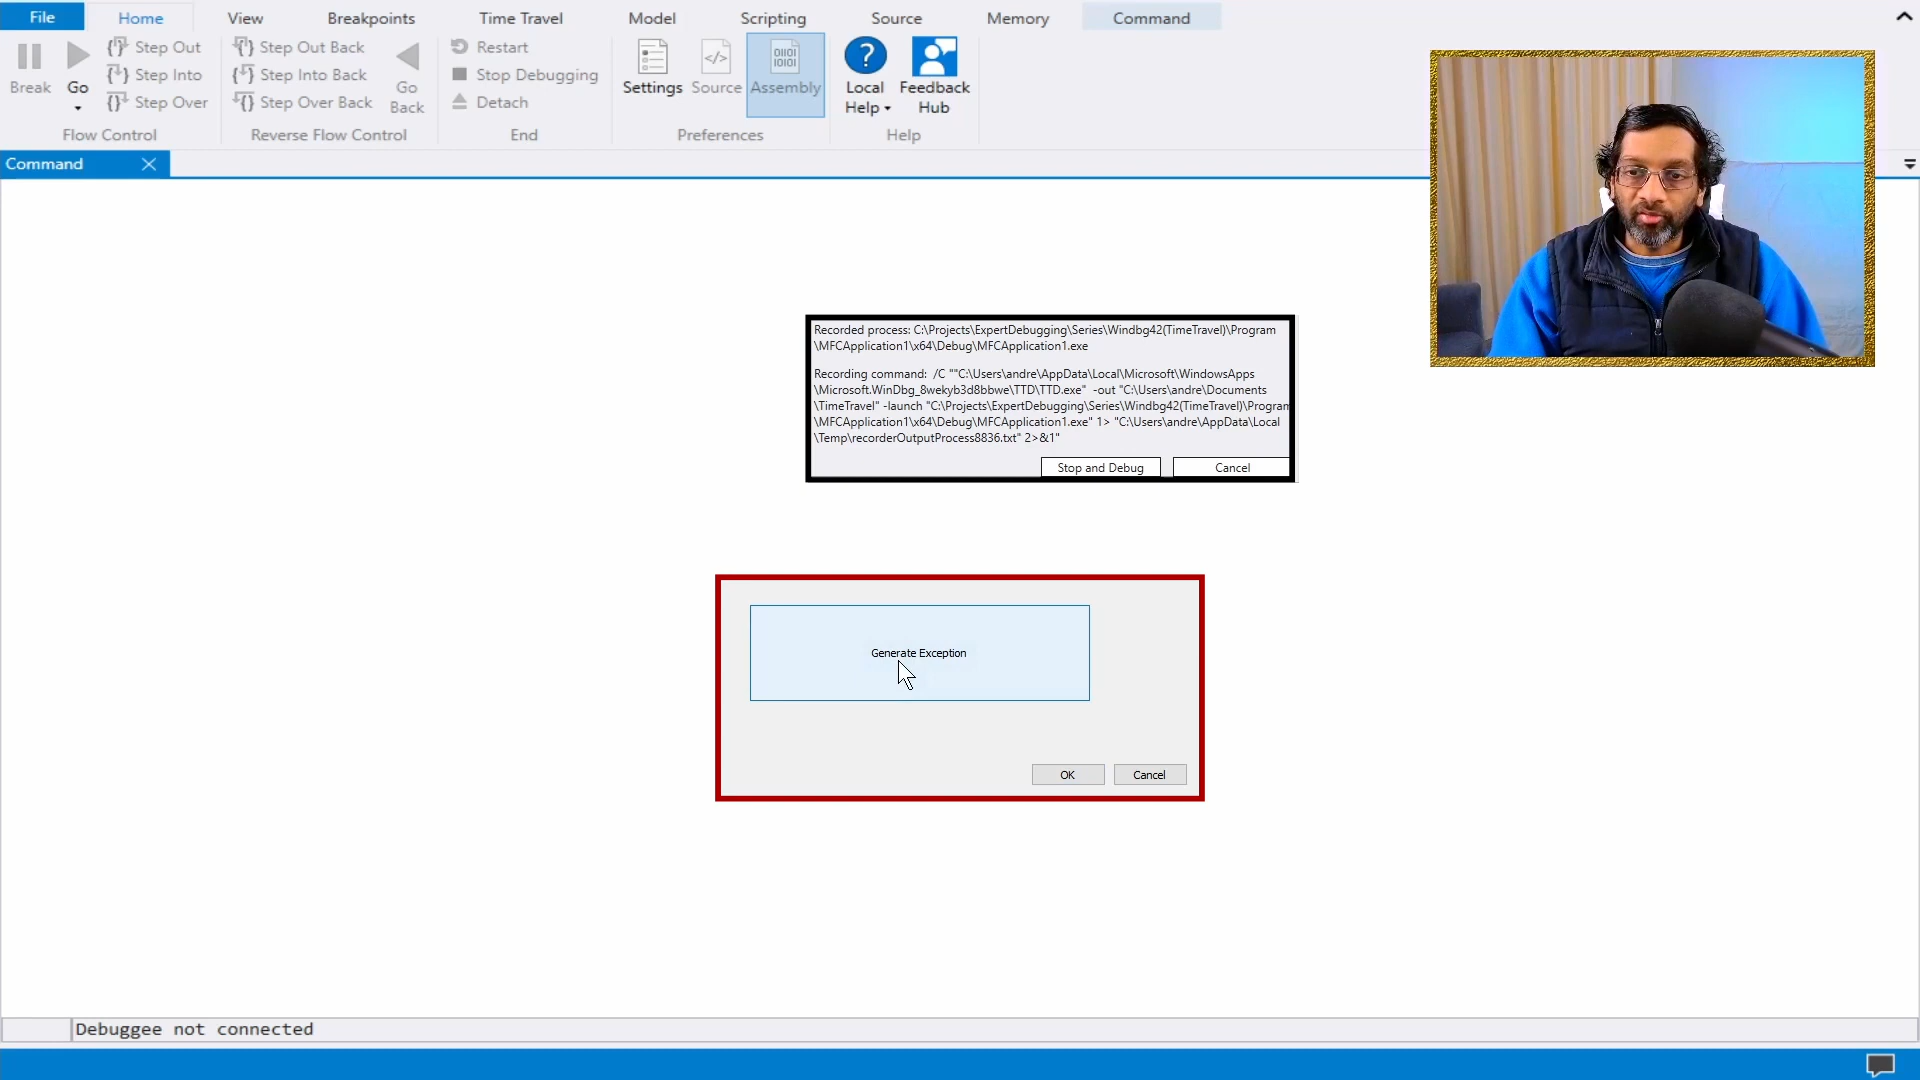 File Home View Breakpoints Time Travel Model Scripting Source Memory Command
Step Out Step Out Back Restart
Step Into Step Into Back Stop Debugging
Break Go Settings Source Assembly Local Feedback
Step Over Step Over Back Go Back Detach Help Hub
Flow Control Reverse Flow Control End Preferences Help
Command
Recorded process: C:\Projects\ExpertDebugging\Series\Windbg42(TimeTravel)\Program
\MFCApplication1\x64\Debug\MFCApplication1.exe
Recording command: /C ""C:\Users\andre\AppData\Local\Microsoft\WindowsApps
\Microsoft.WinDbg_8wekyb3d8bbwe\TTD\TTD.exe" -out "C:\Users\andre\Documents
\TimeTravel" -launch "C:\Projects\ExpertDebugging\Series\Windbg42(TimeTravel)\Program
\MFCApplication1\x64\Debug\MFCApplication1.exe" 1> "C:\Users\andre\AppData\Local
\Temp\recorderOutputProcess8836.txt" 2>&1"
Stop and Debug Cancel
Generate Exception
OK Cancel
Debuggee not connected